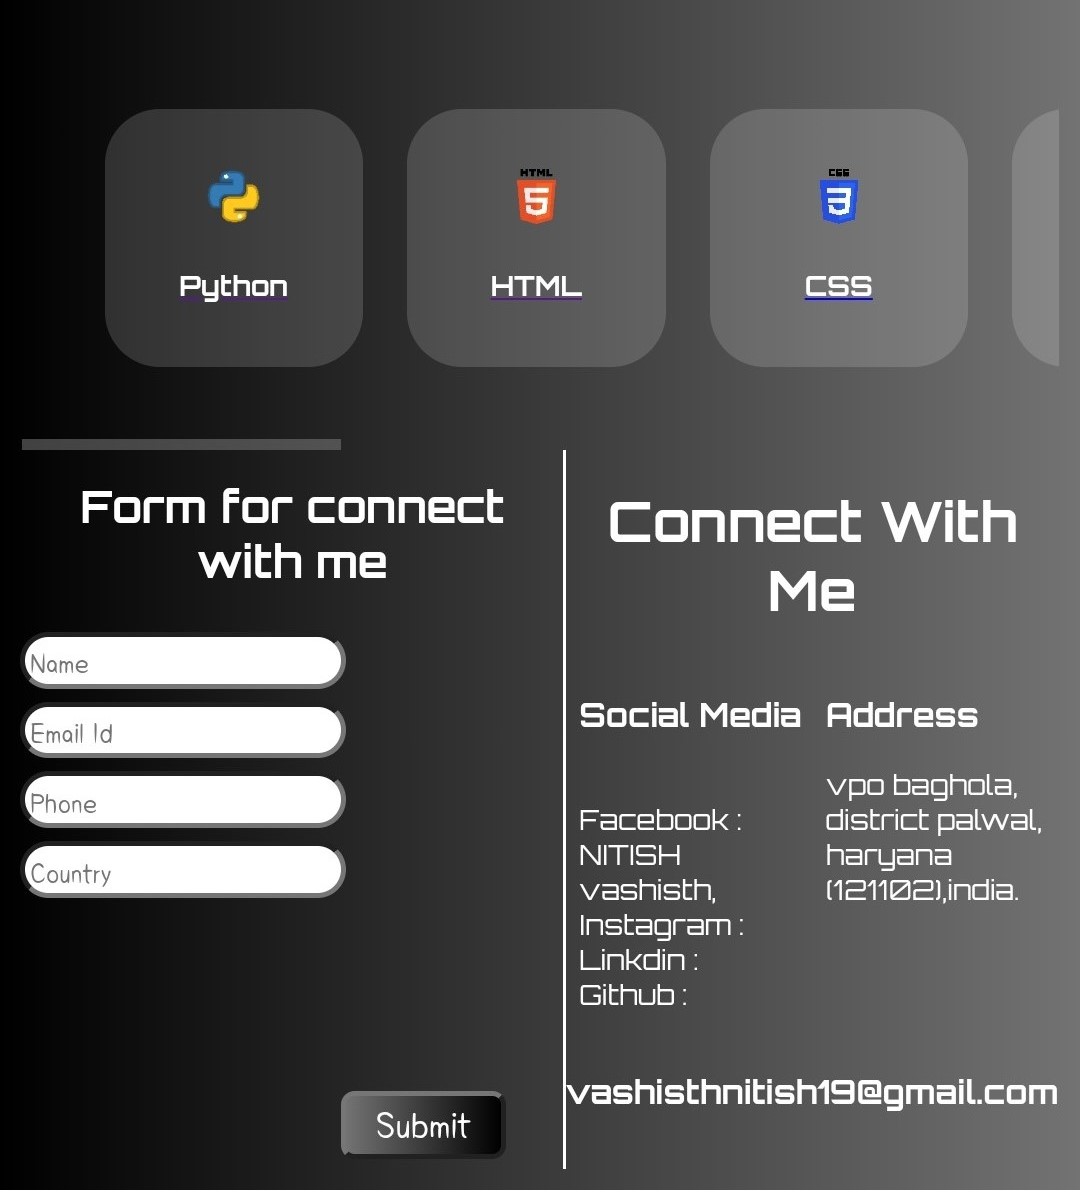 HTML
5
CSS
3
Python
HTML
CSS
Form for connect
with me
Name
Email Id
Phone
Country
Submit
Connect With
Me
Social Media
Facebook :
NITISH
vashisth,
Instagram :
Linkdin :
Github :
Address
vpo baghola,
district palwal,
haryana
(121102),india.
vashisthnitish19@gmail.com